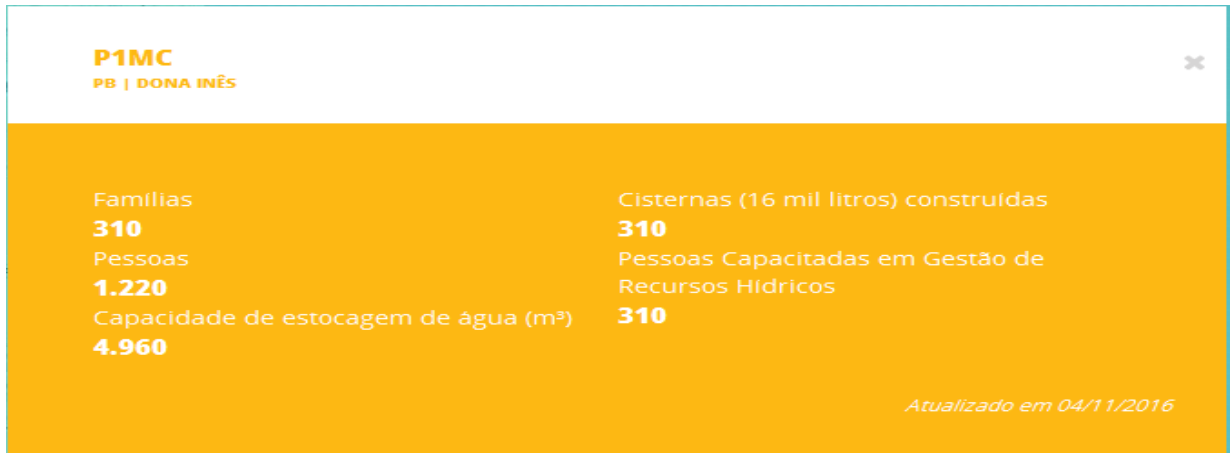 P1MC
PB | DONA INÊS
Famílias
310
Pessoas
1.220
Capacidade de estocagem de água (m³)
4.960
Cisternas (16 mil litros) construídas
310
Pessoas Capacitadas em Gestão de
Recursos Hídricos
310
Atualizado em 04/11/2016